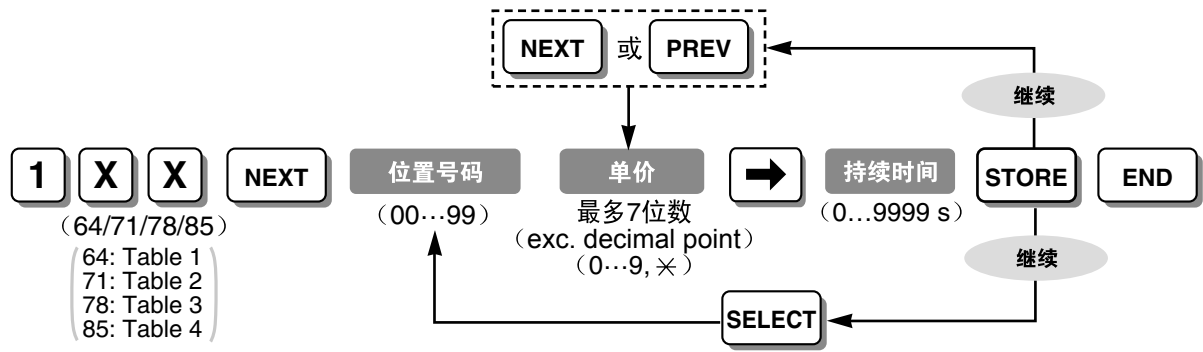 NEXT 或 PREV
继续
1 X X NEXT 位置号码 单价 ➡ 持续时间 STORE END
（64/71/78/85）
64: Table 1
71: Table 2
78: Table 3
85: Table 4
（00…99）
最多7位数
（exc. decimal point）
（0…9, ✳）
（0…9999 s）
继续
SELECT